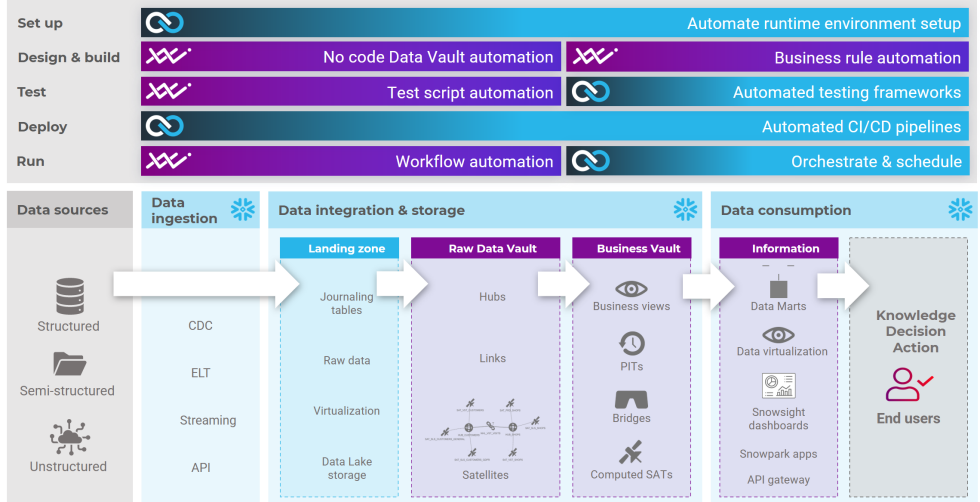 Set up
Automate runtime environment setup
Design & build
No code Data Vault automation
Business rule automation
Test
Test script automation
Automated testing frameworks
Deploy
Automated CI/CD pipelines
Run
Workflow automation
Orchestrate & schedule
Data sources
Structured
Semi-structured
Unstructured
Data
ingestion
CDC
ELT
Streaming
API
Data integration & storage
Landing zone
Journaling
tables
Raw data
Virtualization
Data Lake
storage
Raw Data Vault
Hubs
Links
Satellites
Business Vault
Business views
PITs
Bridges
Computed SATs
Data consumption
Information
Data Marts
Data virtualization
Snowsight
dashboards
Snowpark apps
API gateway
Knowledge
Decision
Action
End users